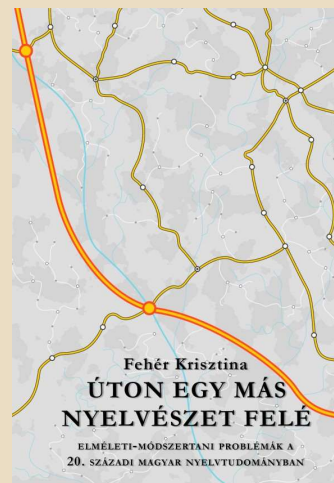 Fehér Krisztina
ÚTON EGY MÁS
NYELVÉSZET FELÉ
ELMÉLETI-MÓDSZERTANI PROBLÉMÁK A
20. SZÁZADI MAGYAR NYELVTUDOMÁNYBAN